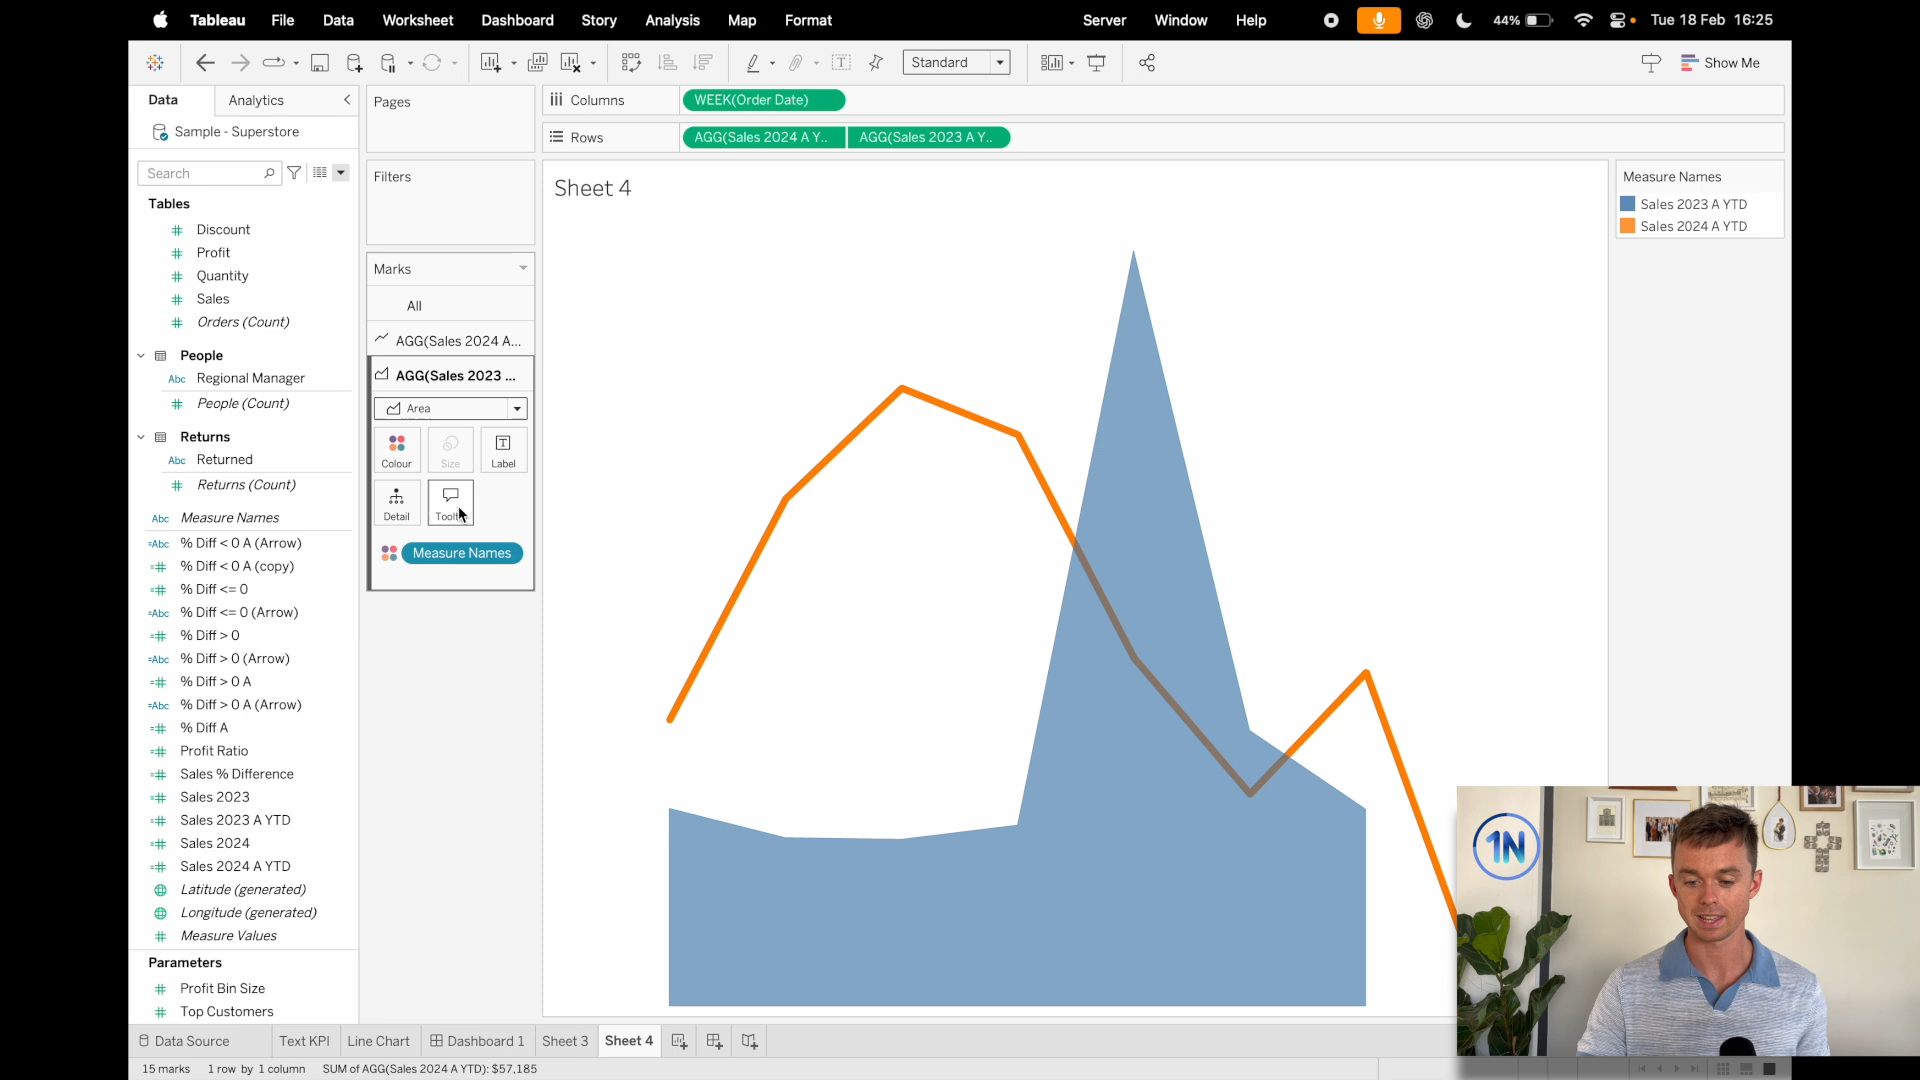 Tableau File Data Worksheet Dashboard Story Analysis Map Format Server Window Help 44% Tue 18 Feb 16:25
Standard Show Me
Data Analytics
Sample - Superstore
Search
Tables
Discount
Profit
Quantity
Sales
Orders (Count)
People
Abc Regional Manager
People (Count)
Returns
Abc Returned
Returns (Count)
Abc Measure Names
=Abc % Diff < 0 A (Arrow)
% Diff < 0 A (copy)
% Diff <= 0
=Abc % Diff <= 0 (Arrow)
% Diff > 0
=Abc % Diff > 0 (Arrow)
% Diff > 0 A
=Abc % Diff > 0 A (Arrow)
% Diff A
Profit Ratio
Sales % Difference
Sales 2023
Sales 2023 A YTD
Sales 2024
Sales 2024 A YTD
Latitude (generated)
Longitude (generated)
Measure Values
Parameters
Profit Bin Size
Top Customers
Pages
Filters
Marks
All
AGG(Sales 2024 A...
AGG(Sales 2023 ...
Area
Colour Size Label
Detail
Measure Names
Columns WEEK(Order Date)
Rows AGG(Sales 2024 A Y.. AGG(Sales 2023 A Y..
Sheet 4
Measure Names
Sales 2023 A YTD
Sales 2024 A YTD
1N
Data Source Text KPI Line Chart Dashboard 1 Sheet 3 Sheet 4
15 marks 1 row by 1 column SUM of AGG(Sales 2024 A YTD): $57,185